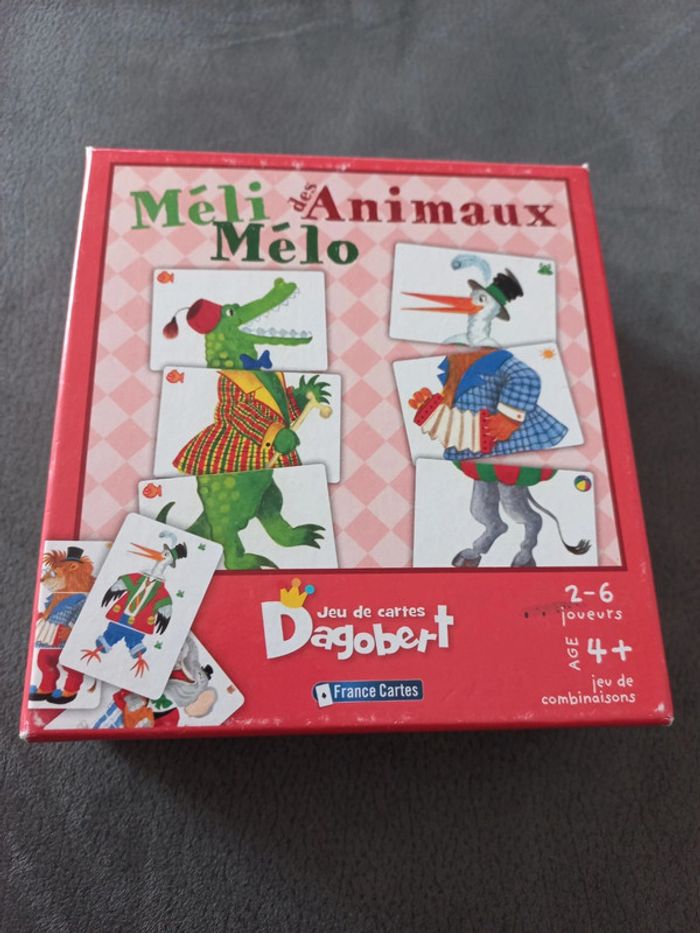 Méli des Animaux
Mélo
Jeu de cartes
Dagobert
France Cartes
2-6
joueurs
AGE 4+
jeu de
combinaisons